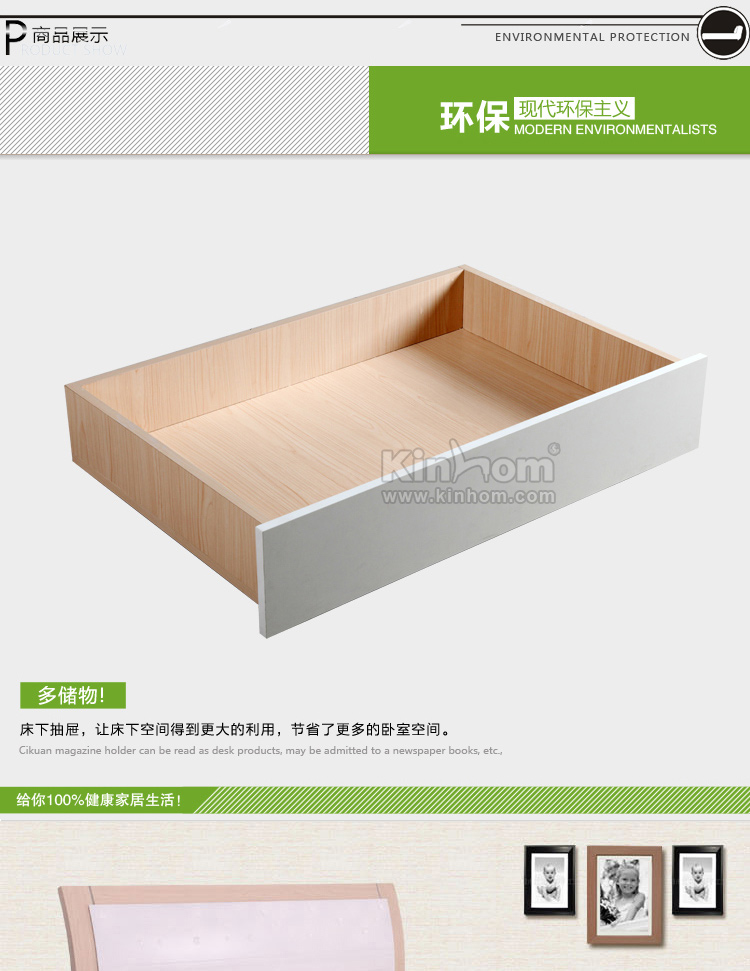 P 商品展示
PRODUCT SHOW
ENVIRONMENTAL PROTECTION
环保 现代环保主义
MODERN ENVIRONMENTALISTS
Kinhom
www.kinhom.com
多储物!
床下抽屉，让床下空间得到更大的利用，节省了更多的卧室空间。
Cikuan magazine holder can be read as desk products, may be admitted to a newspaper books, etc.,
给你100%健康家居生活!